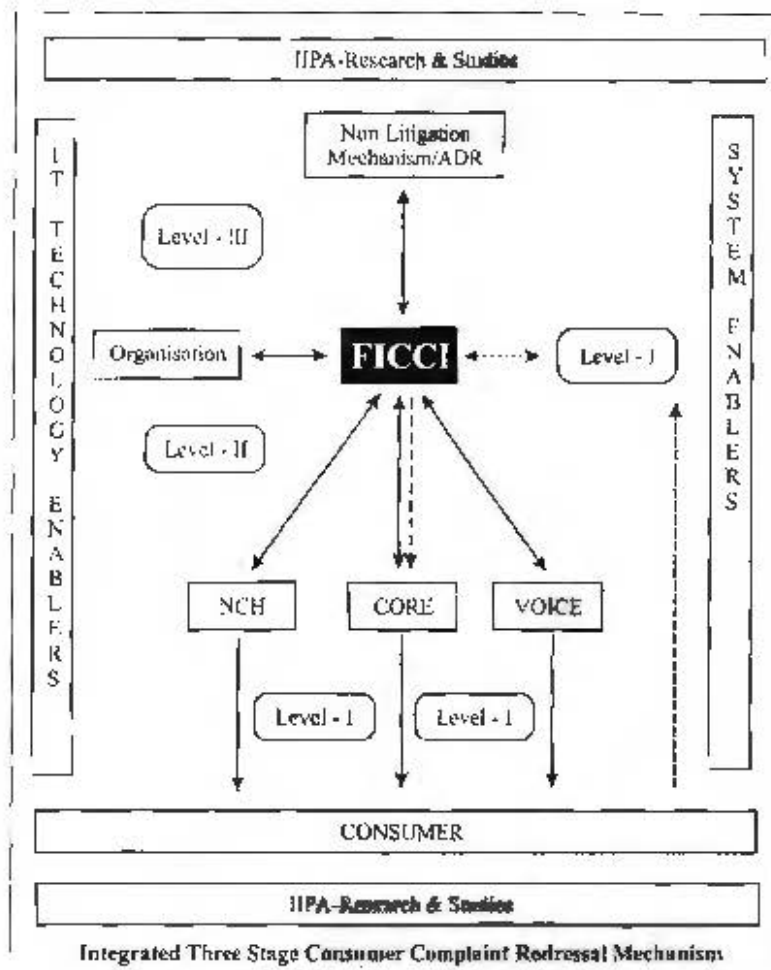 IIPA-Research & Studies
Non Litigation
Mechanism/ADR
IT TECHNOLOGY ENABLERS
SYSTEM ENABLERS
Level - III
Organisation
FICCI
Level - I
Level - II
NCH
CORE
VOICE
Level - I
Level - I
CONSUMER
IIPA-Research & Studies
Integrated Three Stage Consumer Complaint Redressal Mechanism